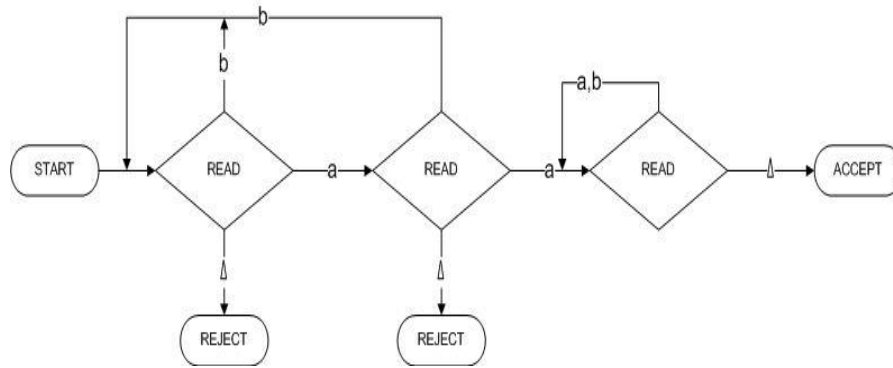 b
b
a,b
START
READ
a
READ
a
READ
Δ
ACCEPT
Δ
Δ
REJECT
REJECT